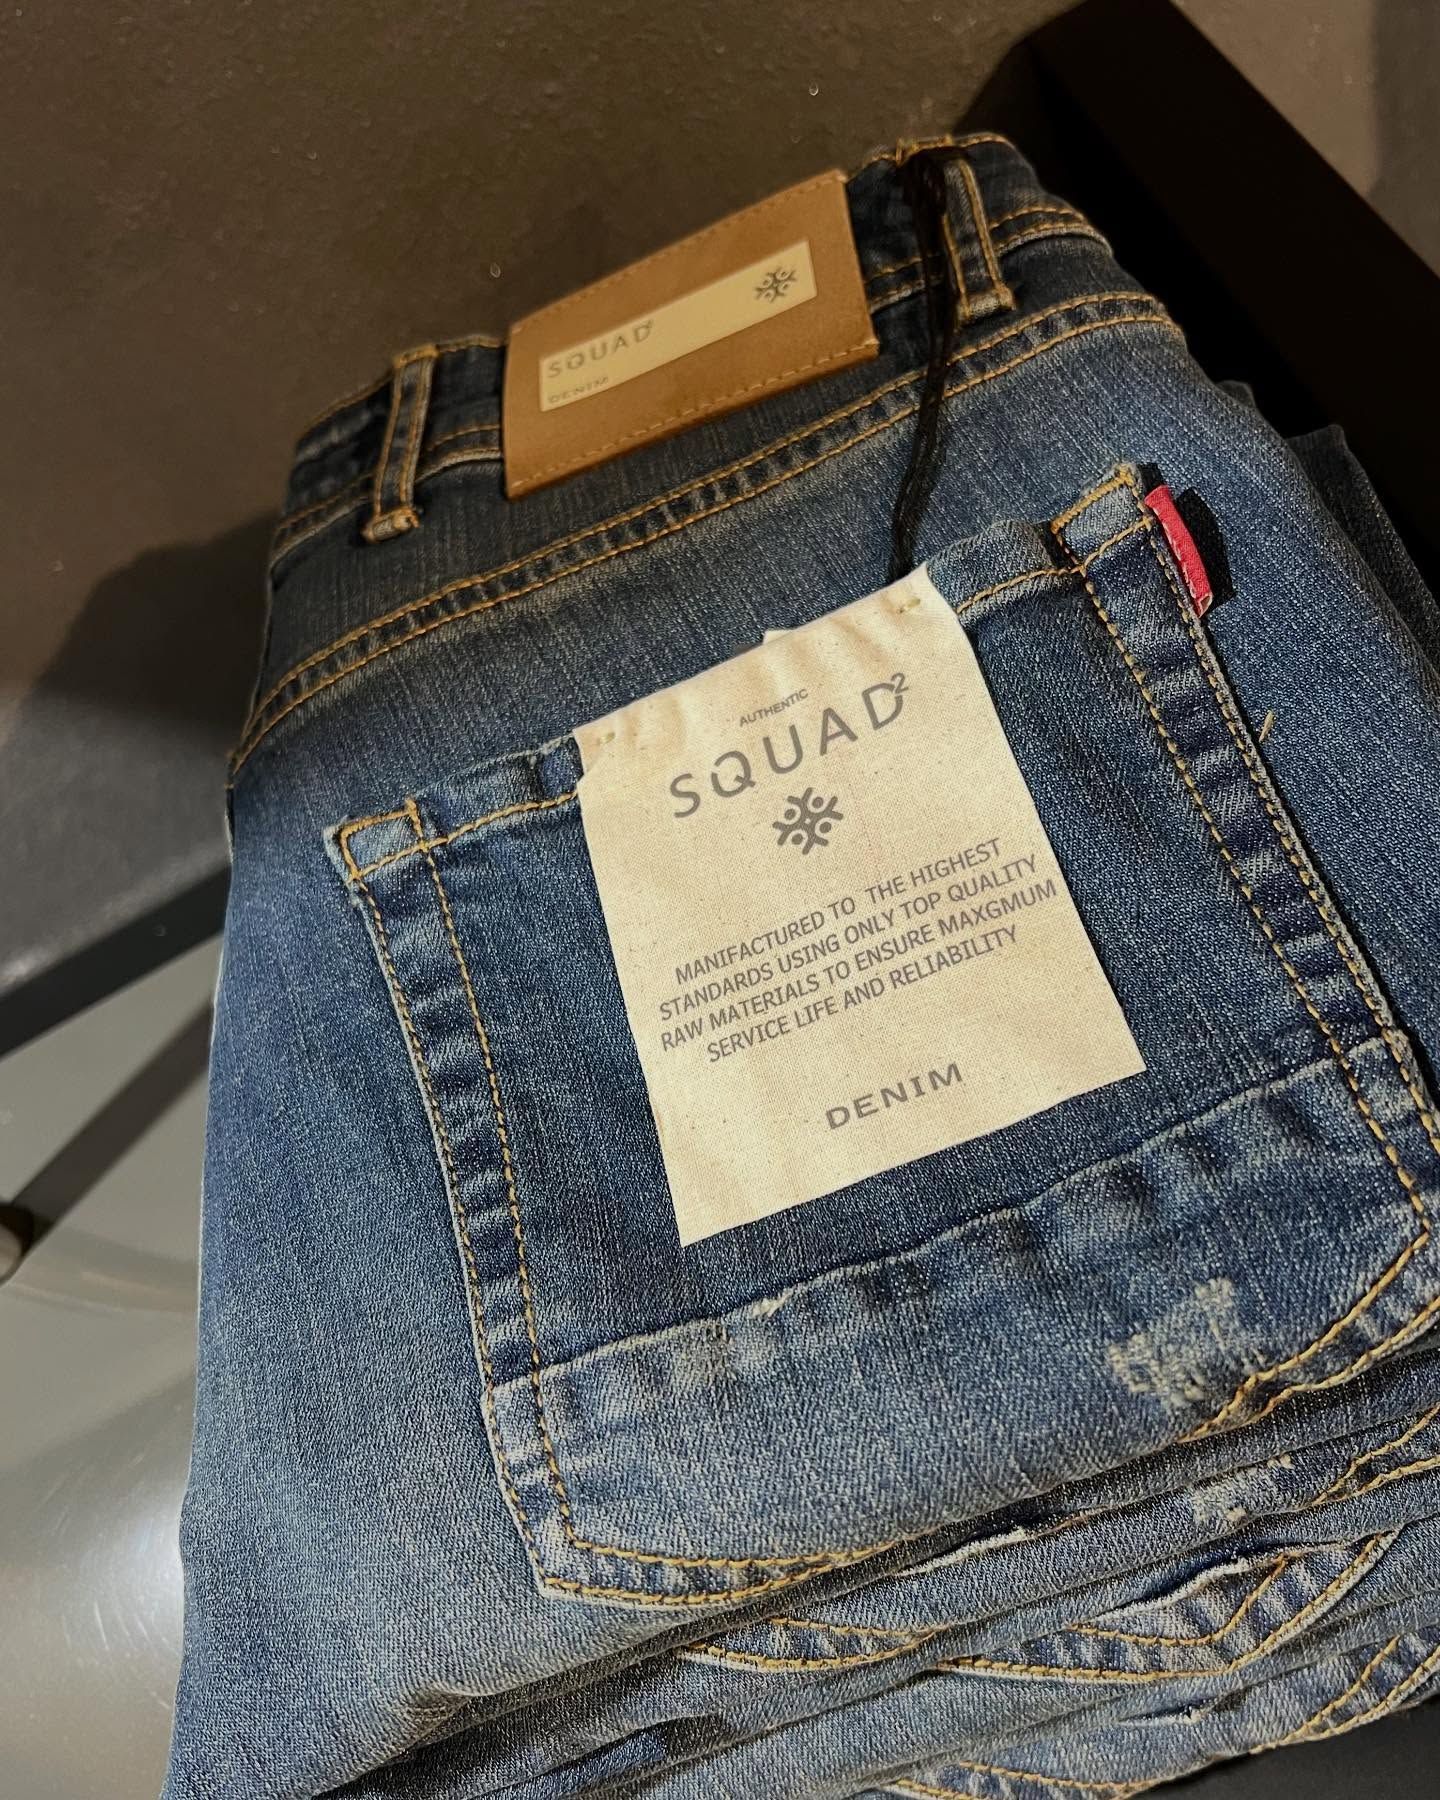 SQUAD²
DENIM
AUTHENTIC
SQUAD²
MANIFACTURED TO THE HIGHEST
STANDARDS USING ONLY TOP QUALITY
RAW MATERIALS TO ENSURE MAXGMUM
SERVICE LIFE AND RELIABILITY
DENIM